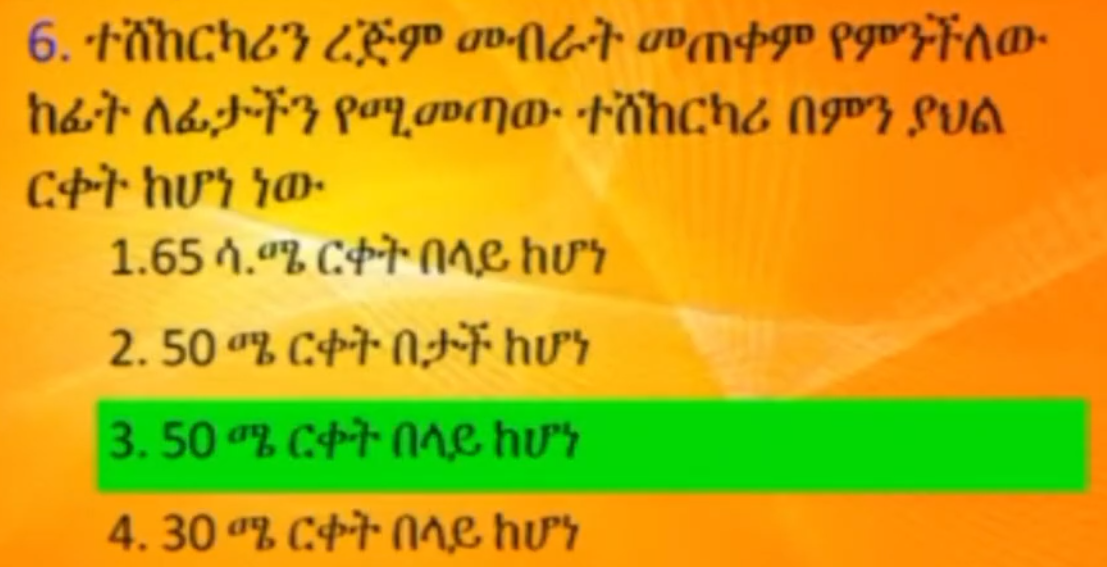 6. ተሽከርካሪን ረጅም መብራት መጠቀም የምንችለው
ከፊት ለፊታችን የሚመጣው ተሽከርካሪ በምን ያህል
ርቀት ከሆነ ነው
1.65 ሳ.ሜ ርቀት በላይ ከሆነ
2. 50 ሜ ርቀት በታች ከሆነ
3. 50 ሜ ርቀት በላይ ከሆነ
4. 30 ሜ ርቀት በላይ ከሆነ